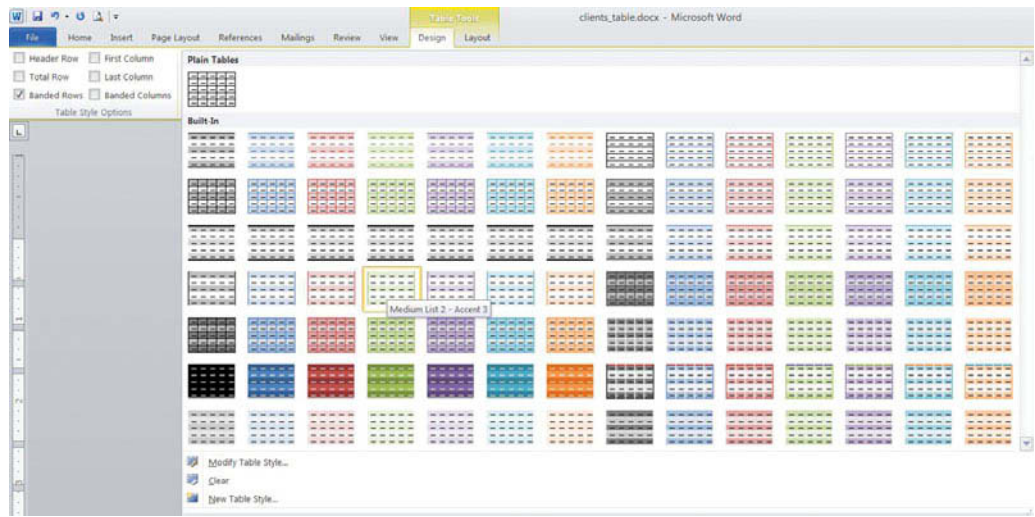 Table Tools
clients_table.docx - Microsoft Word
File Home Insert Page Layout References Mailings Review View Design Layout
Header Row First Column
Total Row Last Column
Banded Rows Banded Columns
Table Style Options
Plain Tables
Built-In
Medium List 2 - Accent 3
Modify Table Style...
Clear
New Table Style...